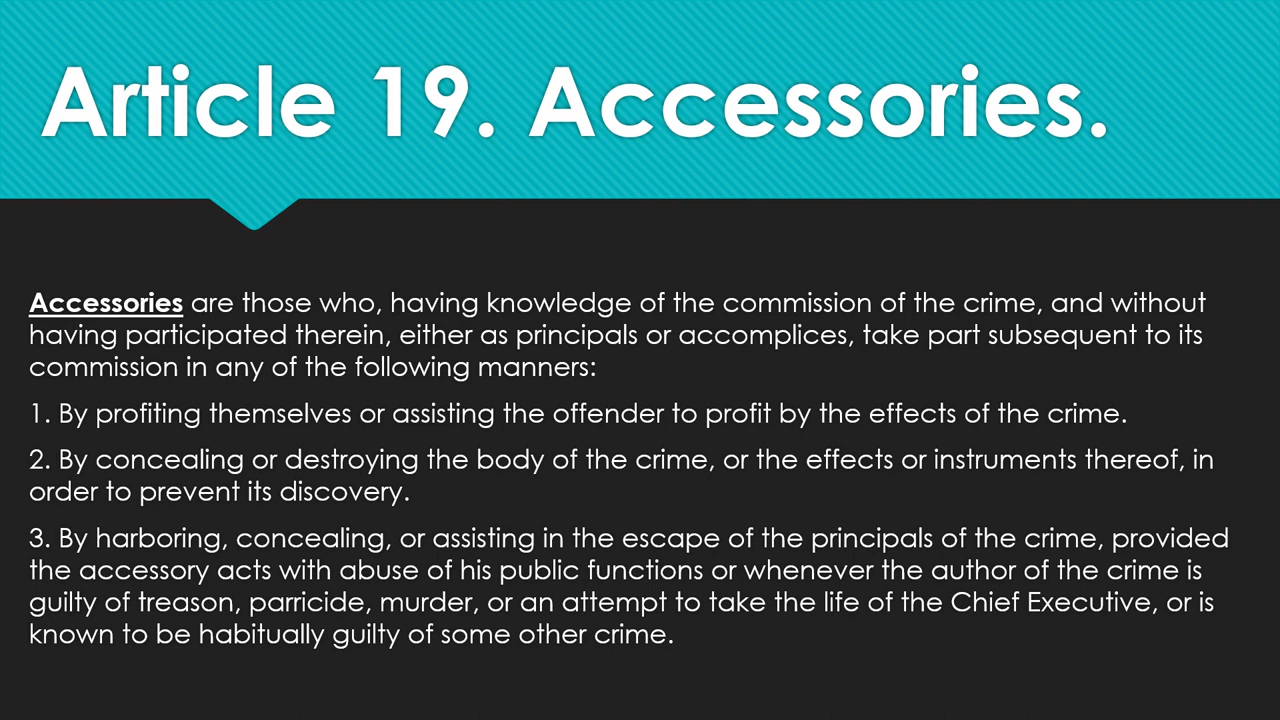 Article 19. Accessories.
Accessories are those who, having knowledge of the commission of the crime, and without
having participated therein, either as principals or accomplices, take part subsequent to its
commission in any of the following manners:
1. By profiting themselves or assisting the offender to profit by the effects of the crime.
2. By concealing or destroying the body of the crime, or the effects or instruments thereof, in
order to prevent its discovery.
3. By harboring, concealing, or assisting in the escape of the principals of the crime, provided
the accessory acts with abuse of his public functions or whenever the author of the crime is
guilty of treason, parricide, murder, or an attempt to take the life of the Chief Executive, or is
known to be habitually guilty of some other crime.